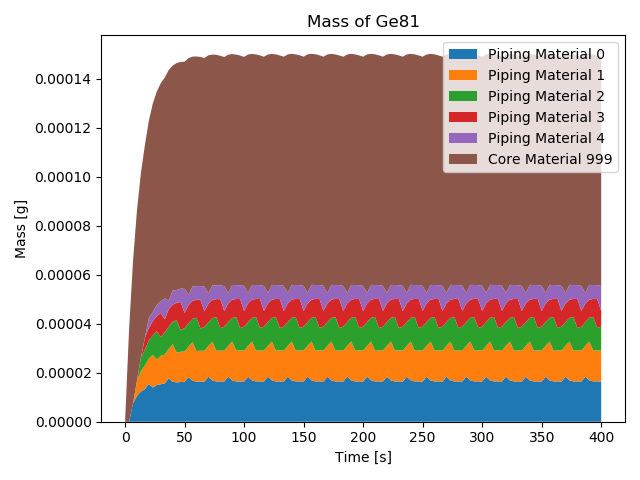 Mass of Ge81
Piping Material 0
Piping Material 1
Piping Material 2
Piping Material 3
Piping Material 4
Core Material 999
0.00014
0.00012
0.00010
0.00008
0.00006
0.00004
0.00002
0.00000
Mass [g]
0 50 100 150 200 250 300 350 400
Time [s]